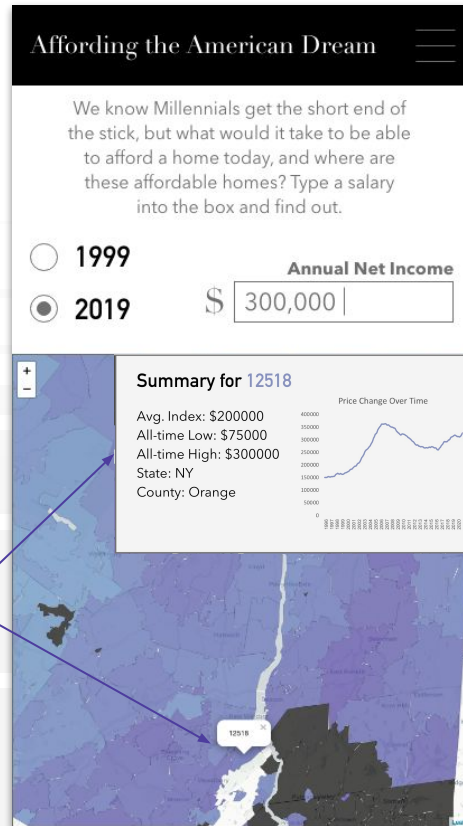 Affording the American Dream
We know Millennials get the short end of
the stick, but what would it take to be able
to afford a home today, and where are
these affordable homes? Type a salary
into the box and find out.
1999
2019
Annual Net Income
$ 300,000
+
−
Summary for 12518
Avg. Index: $200000
All-time Low: $75000
All-time High: $300000
State: NY
County: Orange
Price Change Over Time
400000
350000
300000
250000
200000
150000
100000
50000
0
12518